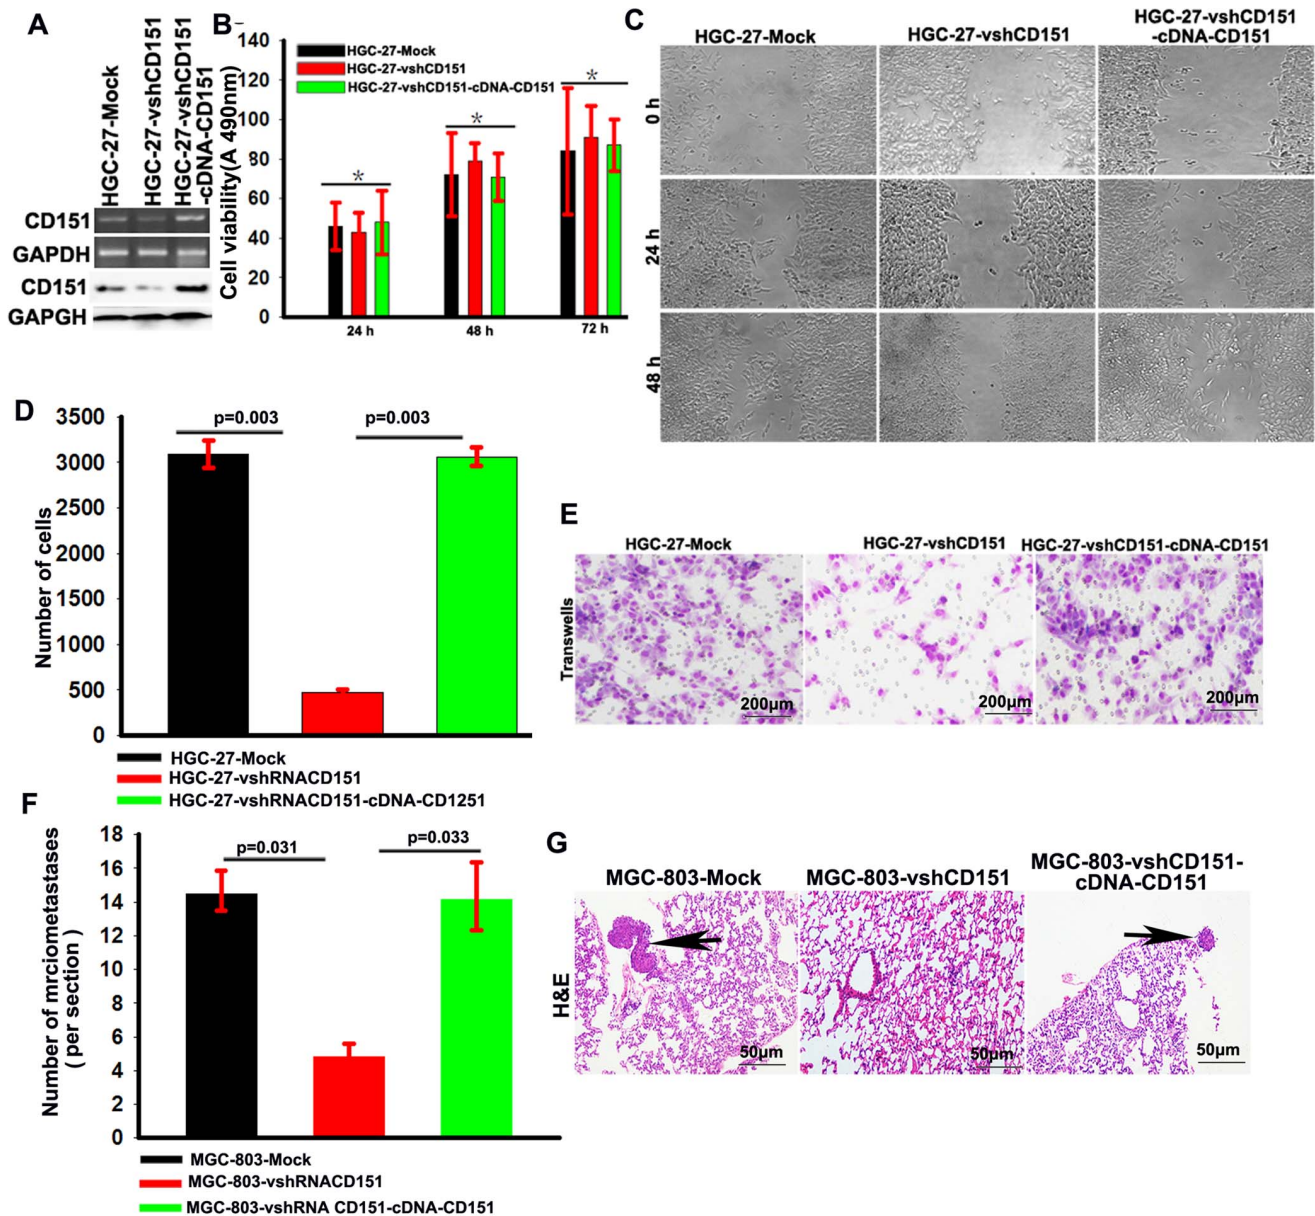 A
HGC-27-Mock
HGC-27-vshCD151
HGC-27-vshCD151
-cDNA-CD151
CD151
GAPDH
CD151
GAPGH
B
Cell viability(A 490nm)
140
120
100
80
60
40
20
0
HGC-27-Mock
HGC-27-vshCD151
HGC-27-vshCD151-cDNA-CD151
*
*
*
24 h
48 h
72 h
C
HGC-27-Mock
HGC-27-vshCD151
HGC-27-vshCD151
-cDNA-CD151
0 h
24 h
48 h
D
Number of cells
3500
3000
2500
2000
1500
1000
500
0
p=0.003
p=0.003
HGC-27-Mock
HGC-27-vshRNACD151
HGC-27-vshRNACD151-cDNA-CD1251
E
HGC-27-Mock
HGC-27-vshCD151
HGC-27-vshCD151-cDNA-CD151
Transwells
200µm
200µm
200µm
F
Number of mrciometastases
(per section )
18
16
14
12
10
8
6
4
2
0
p=0.031
p=0.033
MGC-803-Mock
MGC-803-vshRNACD151
MGC-803-vshRNA CD151-cDNA-CD151
G
MGC-803-Mock
MGC-803-vshCD151
MGC-803-vshCD151-
cDNA-CD151
H&E
50µm
50µm
50µm